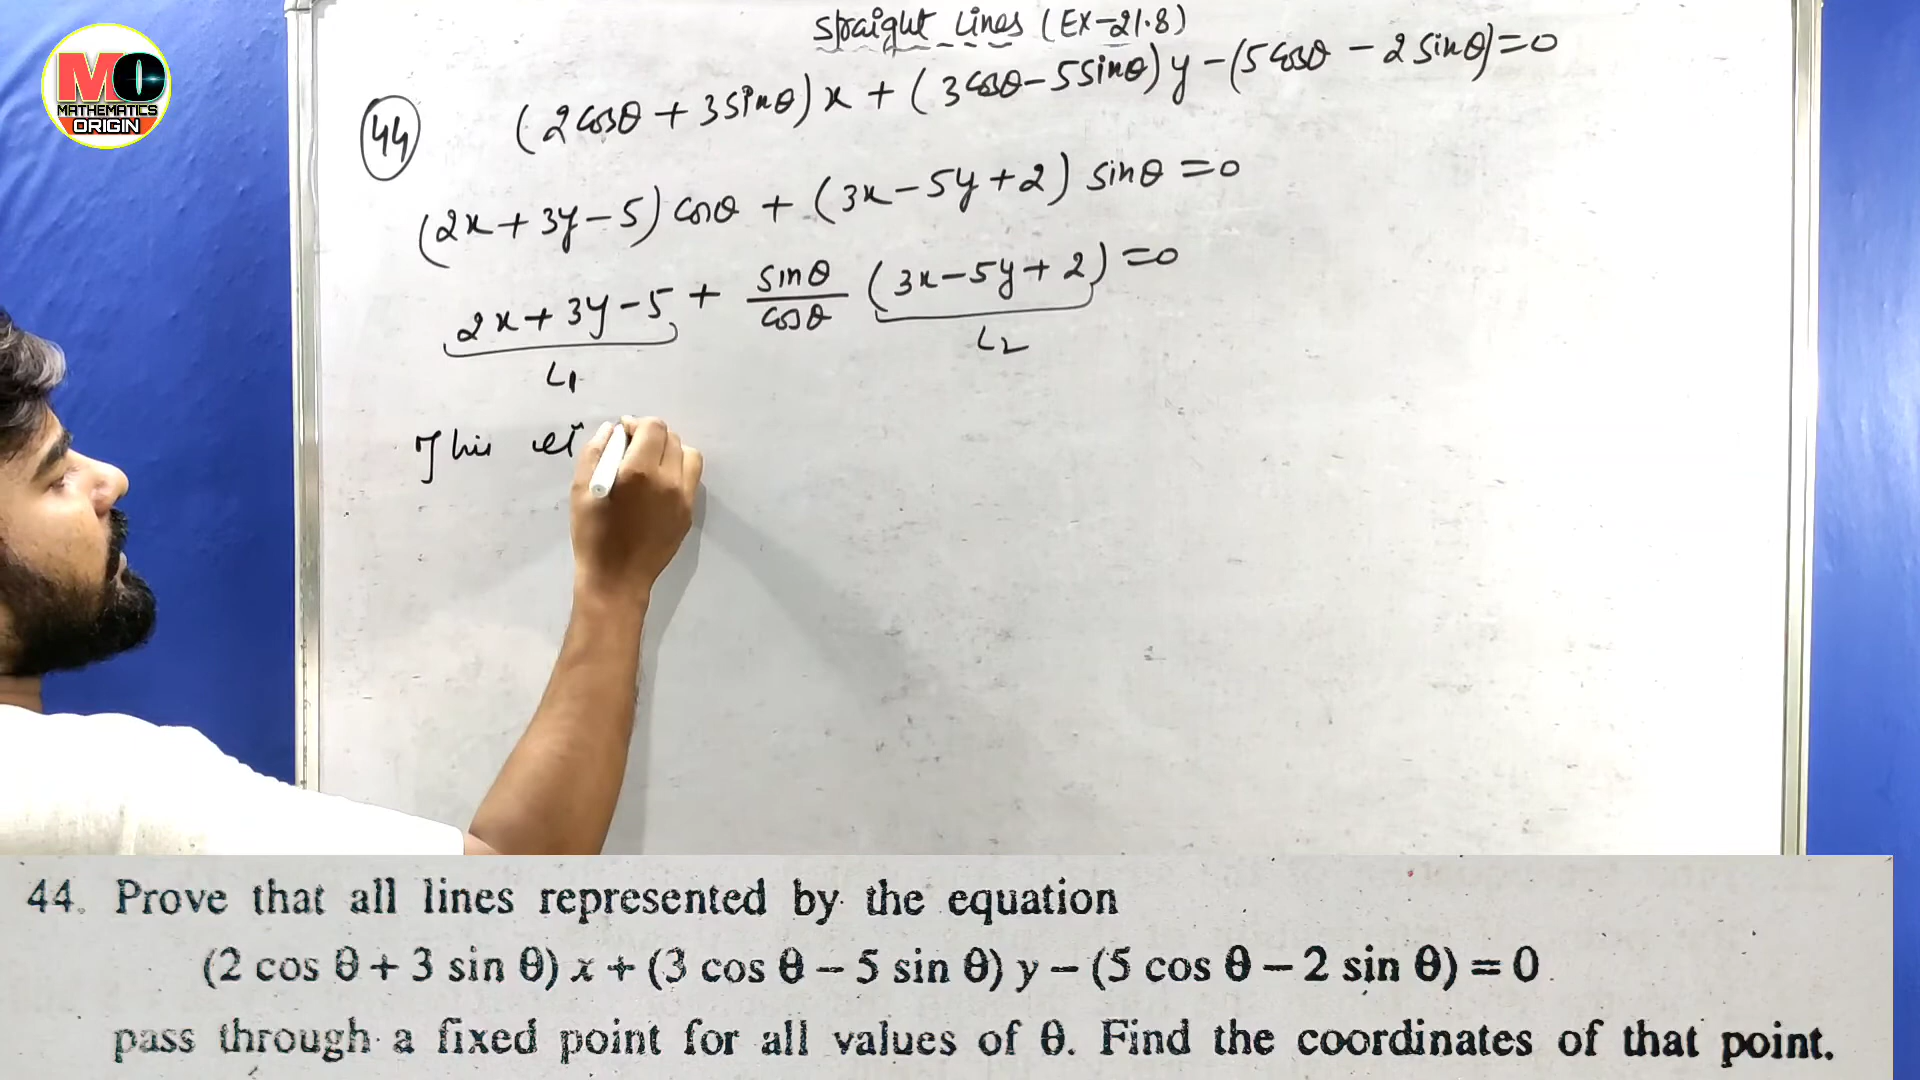 MO
MATHEMATICS
ORIGIN
Straight Lines (Ex-21.8)
44 (2cosθ + 3sinθ)x + (3cosθ - 5sinθ)y - (5cosθ - 2sinθ) = 0
(2x + 3y - 5) cosθ + (3x - 5y + 2) sinθ = 0
2x + 3y - 5 + sinθ/cosθ (3x - 5y + 2) = 0
L1 L2
This
44. Prove that all lines represented by the equation
(2 cos θ + 3 sin θ) x + (3 cos θ – 5 sin θ) y – (5 cos θ – 2 sin θ) = 0
pass through a fixed point for all values of θ. Find the coordinates of that point.